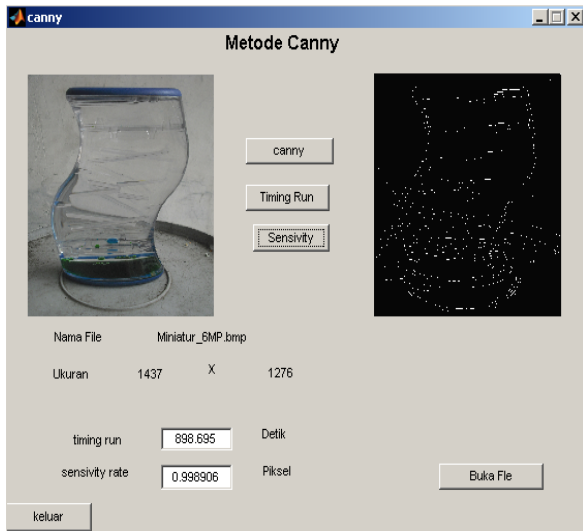 canny
Metode Canny
canny
Timing Run
Sensivity
Nama File Miniatur_6MP.bmp
Ukuran 1437 X 1276
timing run 898.695 Detik
sensivity rate 0.998906 Piksel
Buka Fle
keluar